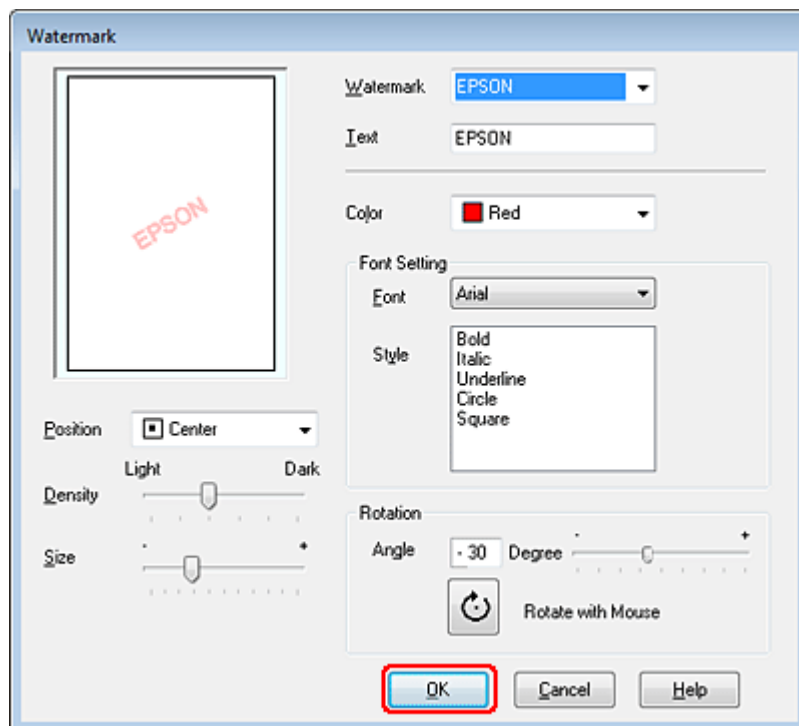 Watermark
EPSON
Watermark EPSON
Text EPSON
Color Red
Font Setting
Font Arial
Style
Bold
Italic
Underline
Circle
Square
Position Center
Light Dark
Density
Size - +
Rotation
- +
Angle - 30 Degree
Rotate with Mouse
OK Cancel Help